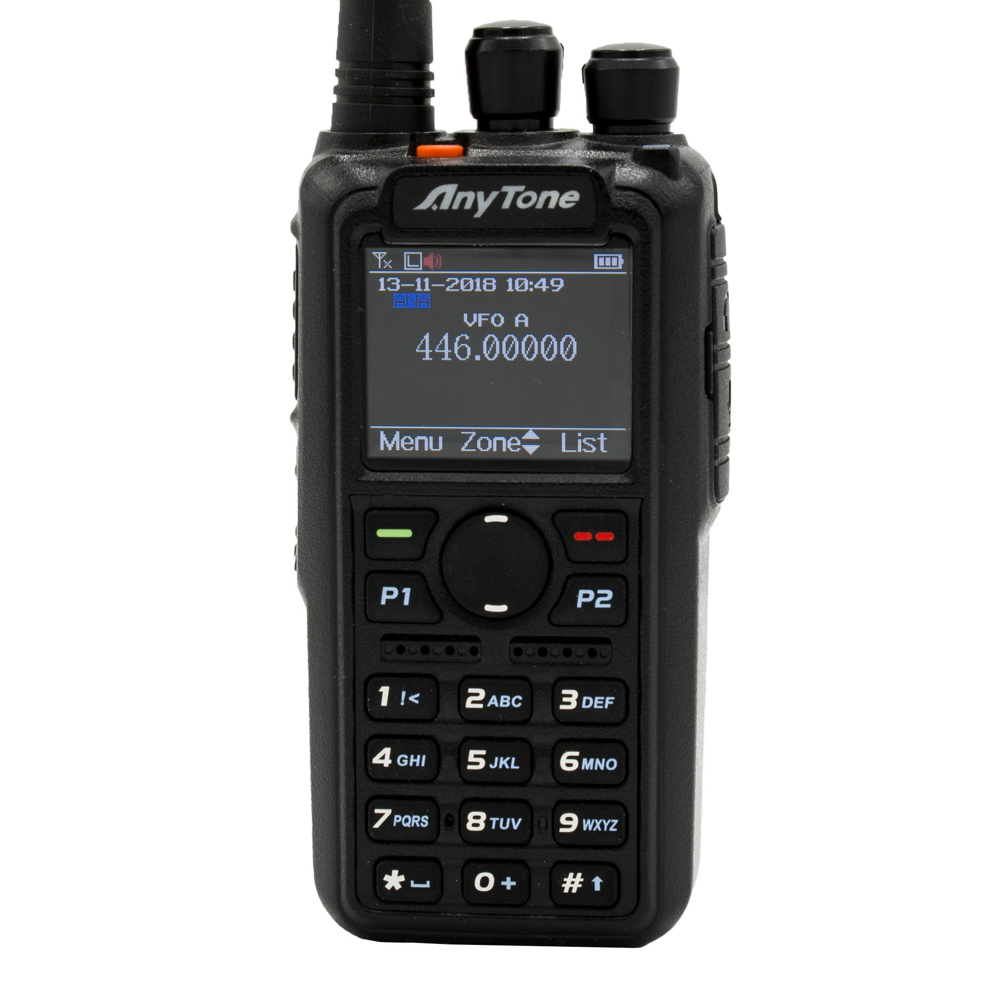 AnyTone
13-11-2018 10:49
VFO A
446.00000
Menu Zone List
P1 P2
1 !< 2 ABC 3 DEF
4 GHI 5 JKL 6 MNO
7 PQRS 8 TUV 9 WXYZ
* ⎵ 0 + # ↑